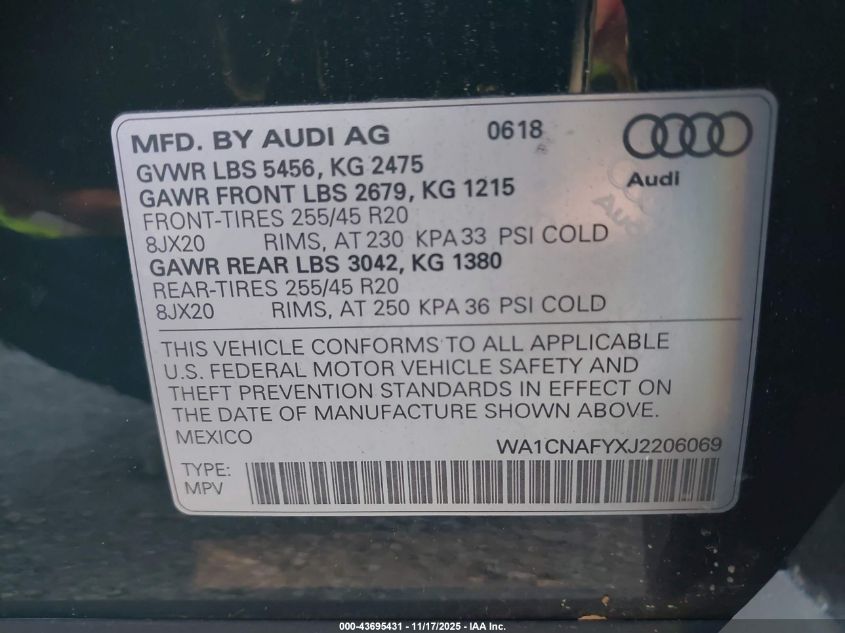 MFD. BY AUDI AG 0618
Audi
GVWR LBS 5456, KG 2475
GAWR FRONT LBS 2679, KG 1215
FRONT-TIRES 255/45 R20
8JX20 RIMS, AT 230 KPA 33 PSI COLD
GAWR REAR LBS 3042, KG 1380
REAR-TIRES 255/45 R20
8JX20 RIMS, AT 250 KPA 36 PSI COLD
THIS VEHICLE CONFORMS TO ALL APPLICABLE
U.S. FEDERAL MOTOR VEHICLE SAFETY AND
THEFT PREVENTION STANDARDS IN EFFECT ON
THE DATE OF MANUFACTURE SHOWN ABOVE.
MEXICO
WA1CNAFYXJ2206069
TYPE:
MPV
000-43695431 - 11/17/2025 - IAA Inc.